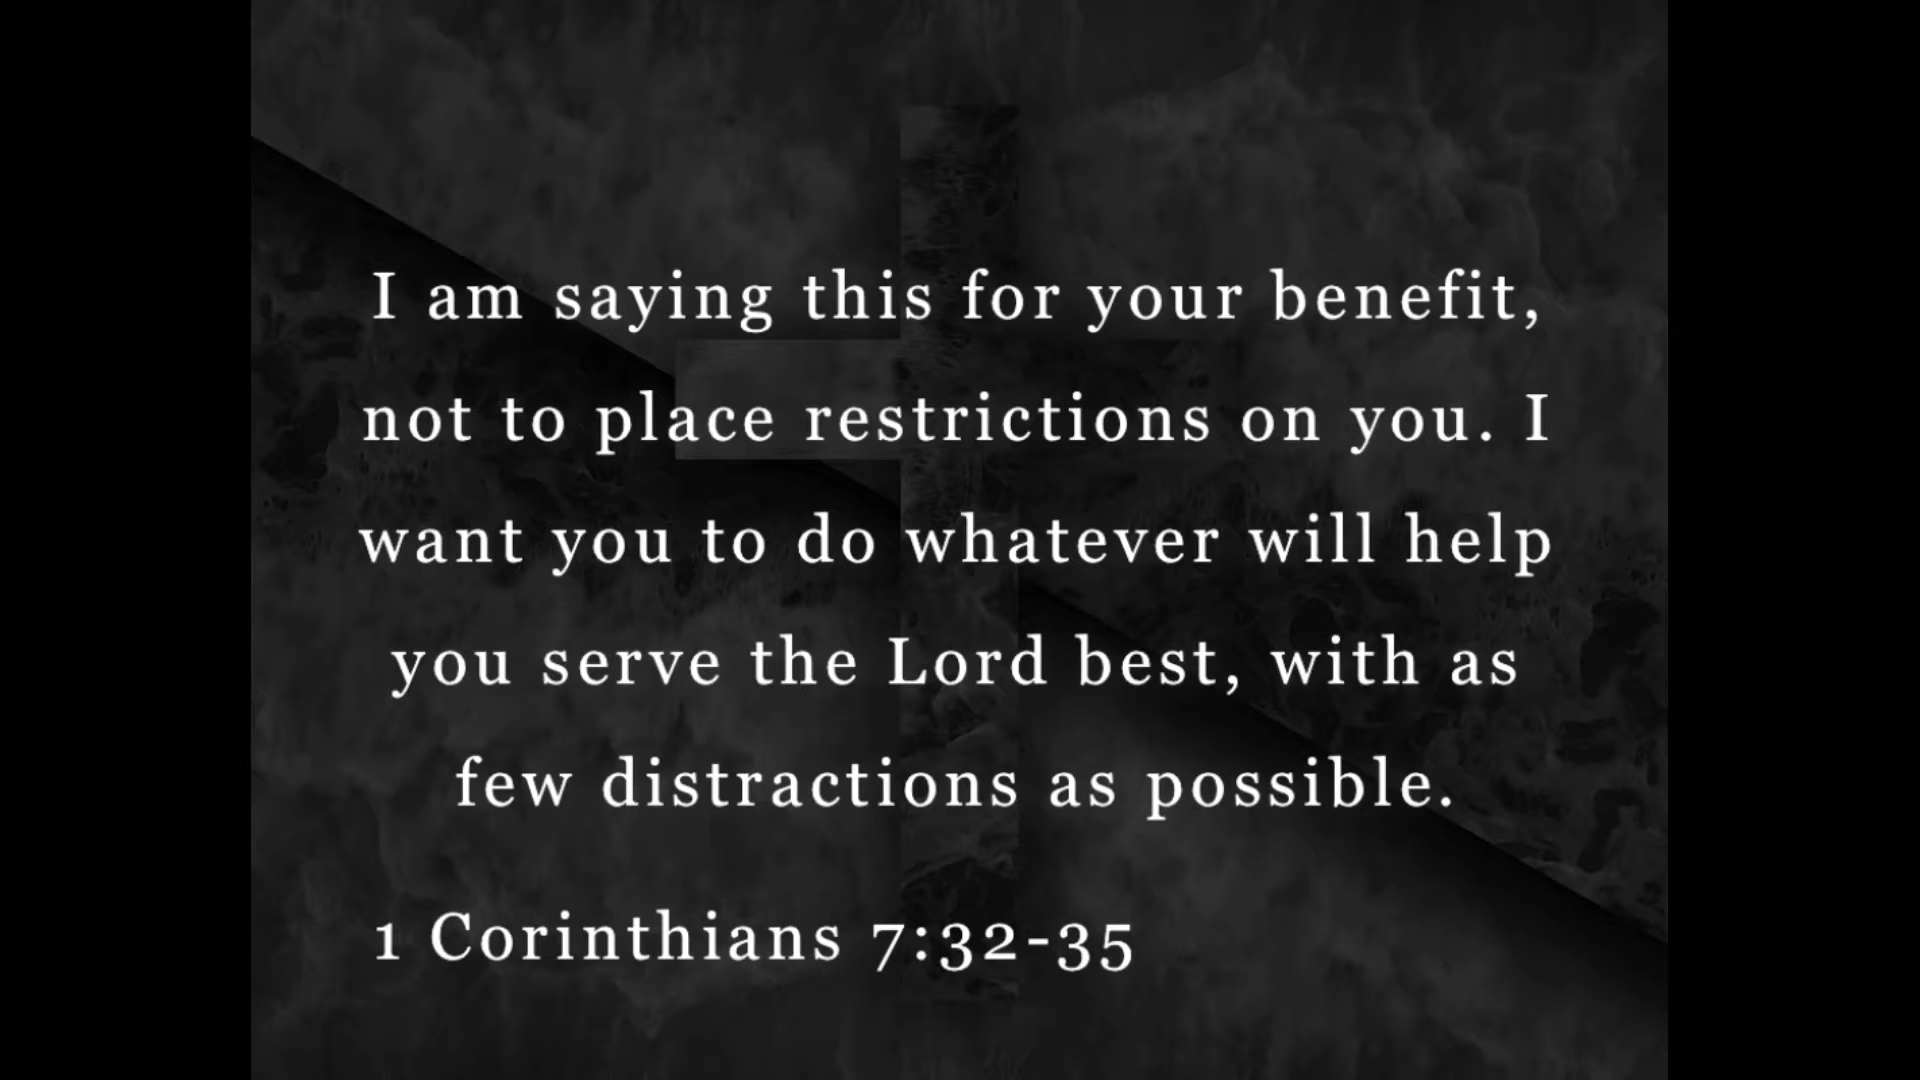 I am saying this for your benefit,
not to place restrictions on you. I
want you to do whatever will help
you serve the Lord best, with as
few distractions as possible.
1 Corinthians 7:32-35